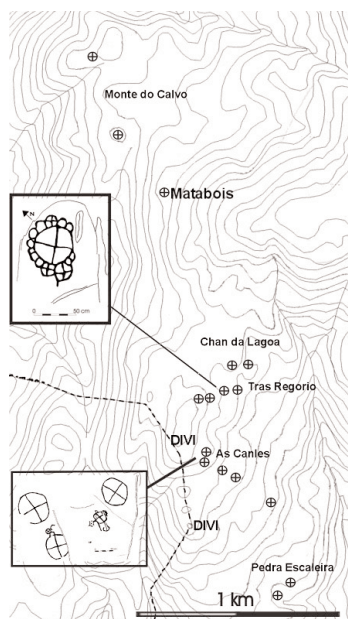 Monte do Calvo
Matabois
N
0 50 cm
Chan da Lagoa
Tras Regorio
DIVI
As Canles
DIVI
Pedra Escaleira
1 km